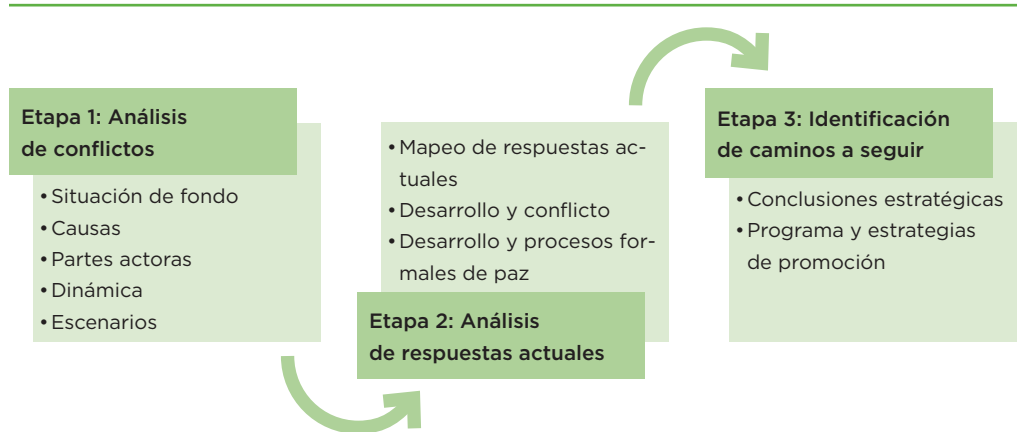 Etapa 1: Análisis
de conflictos
• Situación de fondo
• Causas
• Partes actoras
• Dinámica
• Escenarios
• Mapeo de respuestas ac-
tuales
• Desarrollo y conflicto
• Desarrollo y procesos for-
males de paz
Etapa 2: Análisis
de respuestas actuales
Etapa 3: Identificación
de caminos a seguir
• Conclusiones estratégicas
• Programa y estrategias
de promoción